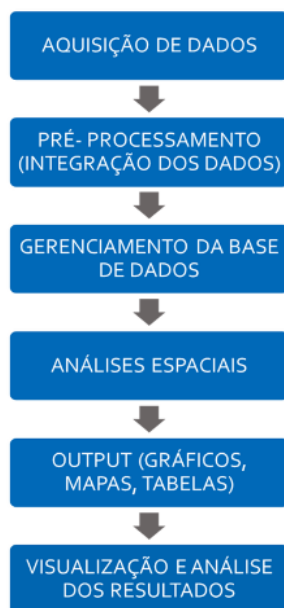 AQUISIÇÃO DE DADOS
PRÉ- PROCESSAMENTO
(INTEGRAÇÃO DOS DADOS)
GERENCIAMENTO DA BASE
DE DADOS
ANÁLISES ESPACIAIS
OUTPUT (GRÁFICOS,
MAPAS, TABELAS)
VISUALIZAÇÃO E ANÁLISE
DOS RESULTADOS